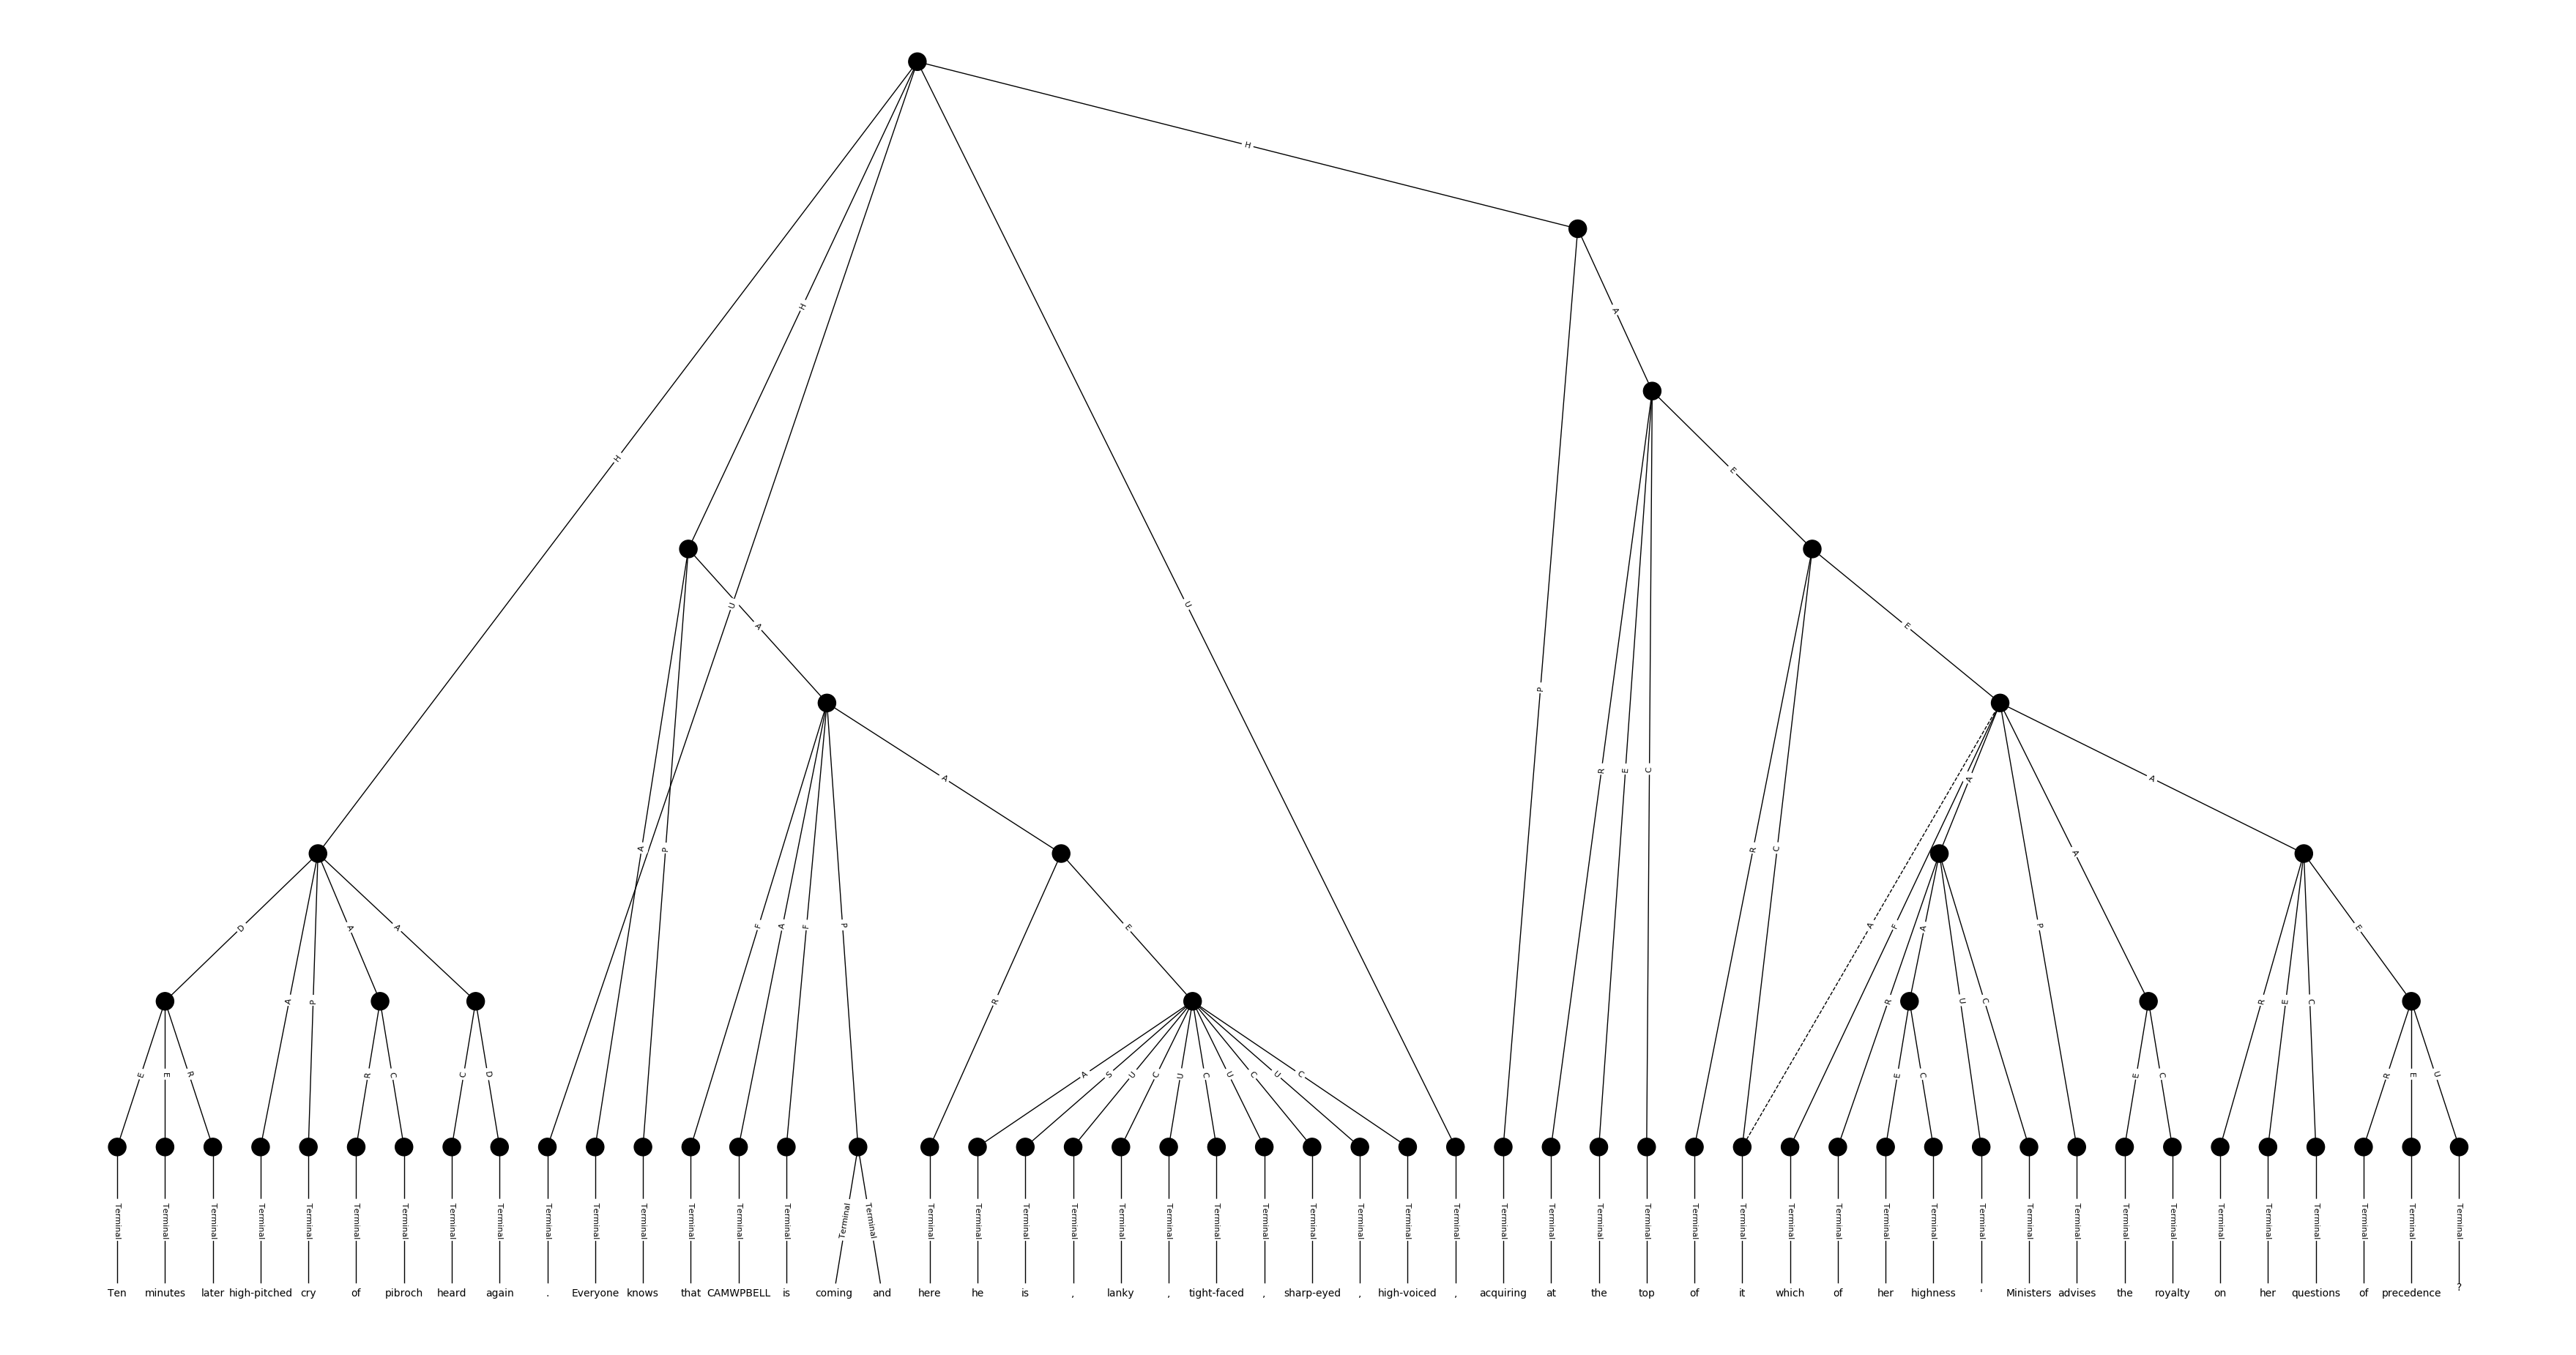 H
H
A
H
E
H
U
U
A
E
P
R
E
C
A
A
A
A
P
R
C
A
D
A
A
F
A
F
P
E
A
F
A
P
E
A
P
R
R
U
C
R
E
C
E
E
R
R
C
C
D
A
S
U
C
U
C
U
C
U
C
E
C
E
C
R
E
U
Terminal Terminal Terminal Terminal Terminal Terminal Terminal Terminal Terminal Terminal Terminal Terminal Terminal Terminal Terminal Terminal Terminal Terminal Terminal Terminal Terminal Terminal Terminal Terminal Terminal Terminal Terminal Terminal Terminal Terminal Terminal Terminal Terminal Terminal Terminal Terminal Terminal Terminal Terminal Terminal Terminal Terminal Terminal Terminal Terminal Terminal Terminal Terminal Terminal Terminal
Ten minutes later high-pitched cry of pibroch heard again . Everyone knows that CAMWPBELL is coming and here he is , lanky , tight-faced , sharp-eyed , high-voiced , acquiring at the top of it which of her highness ' Ministers advises the royalty on her questions of precedence ?